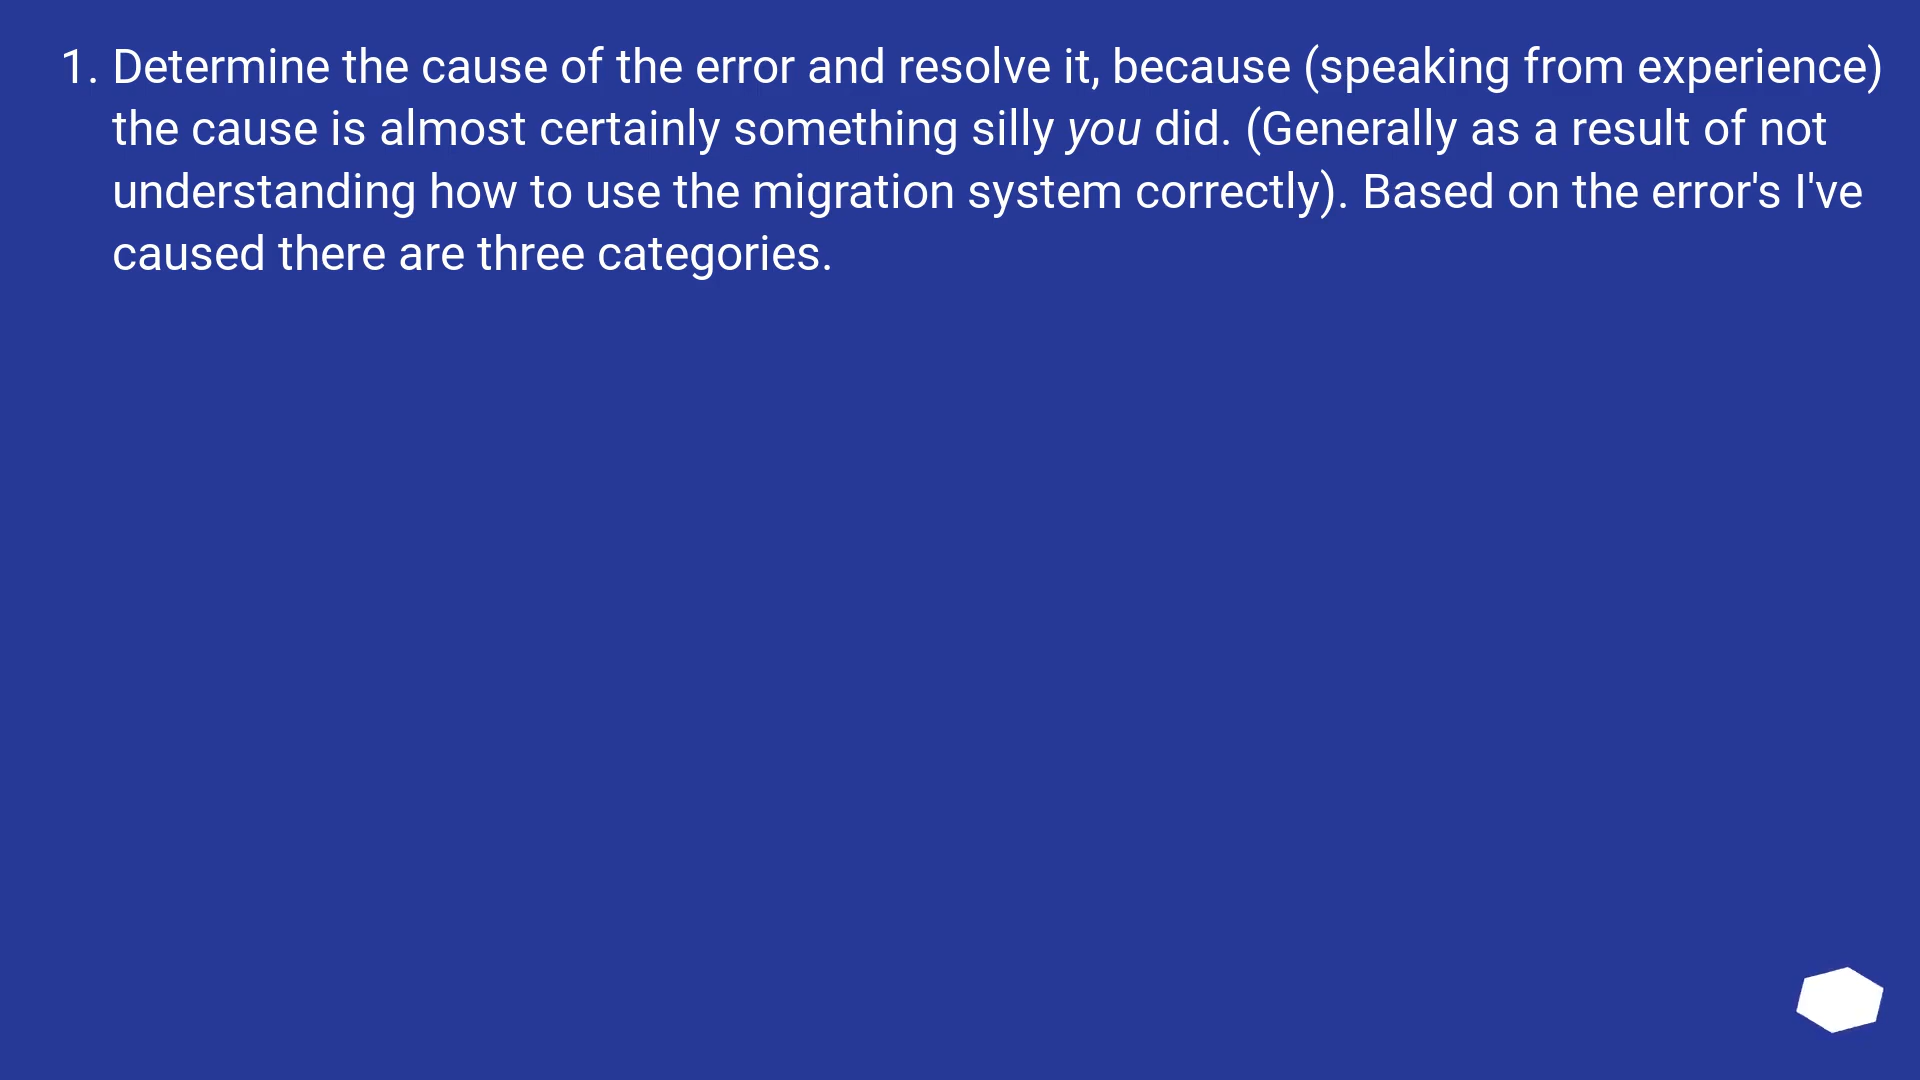 1. Determine the cause of the error and resolve it, because (speaking from experience)
the cause is almost certainly something silly you did. (Generally as a result of not
understanding how to use the migration system correctly). Based on the error's I've
caused there are three categories.